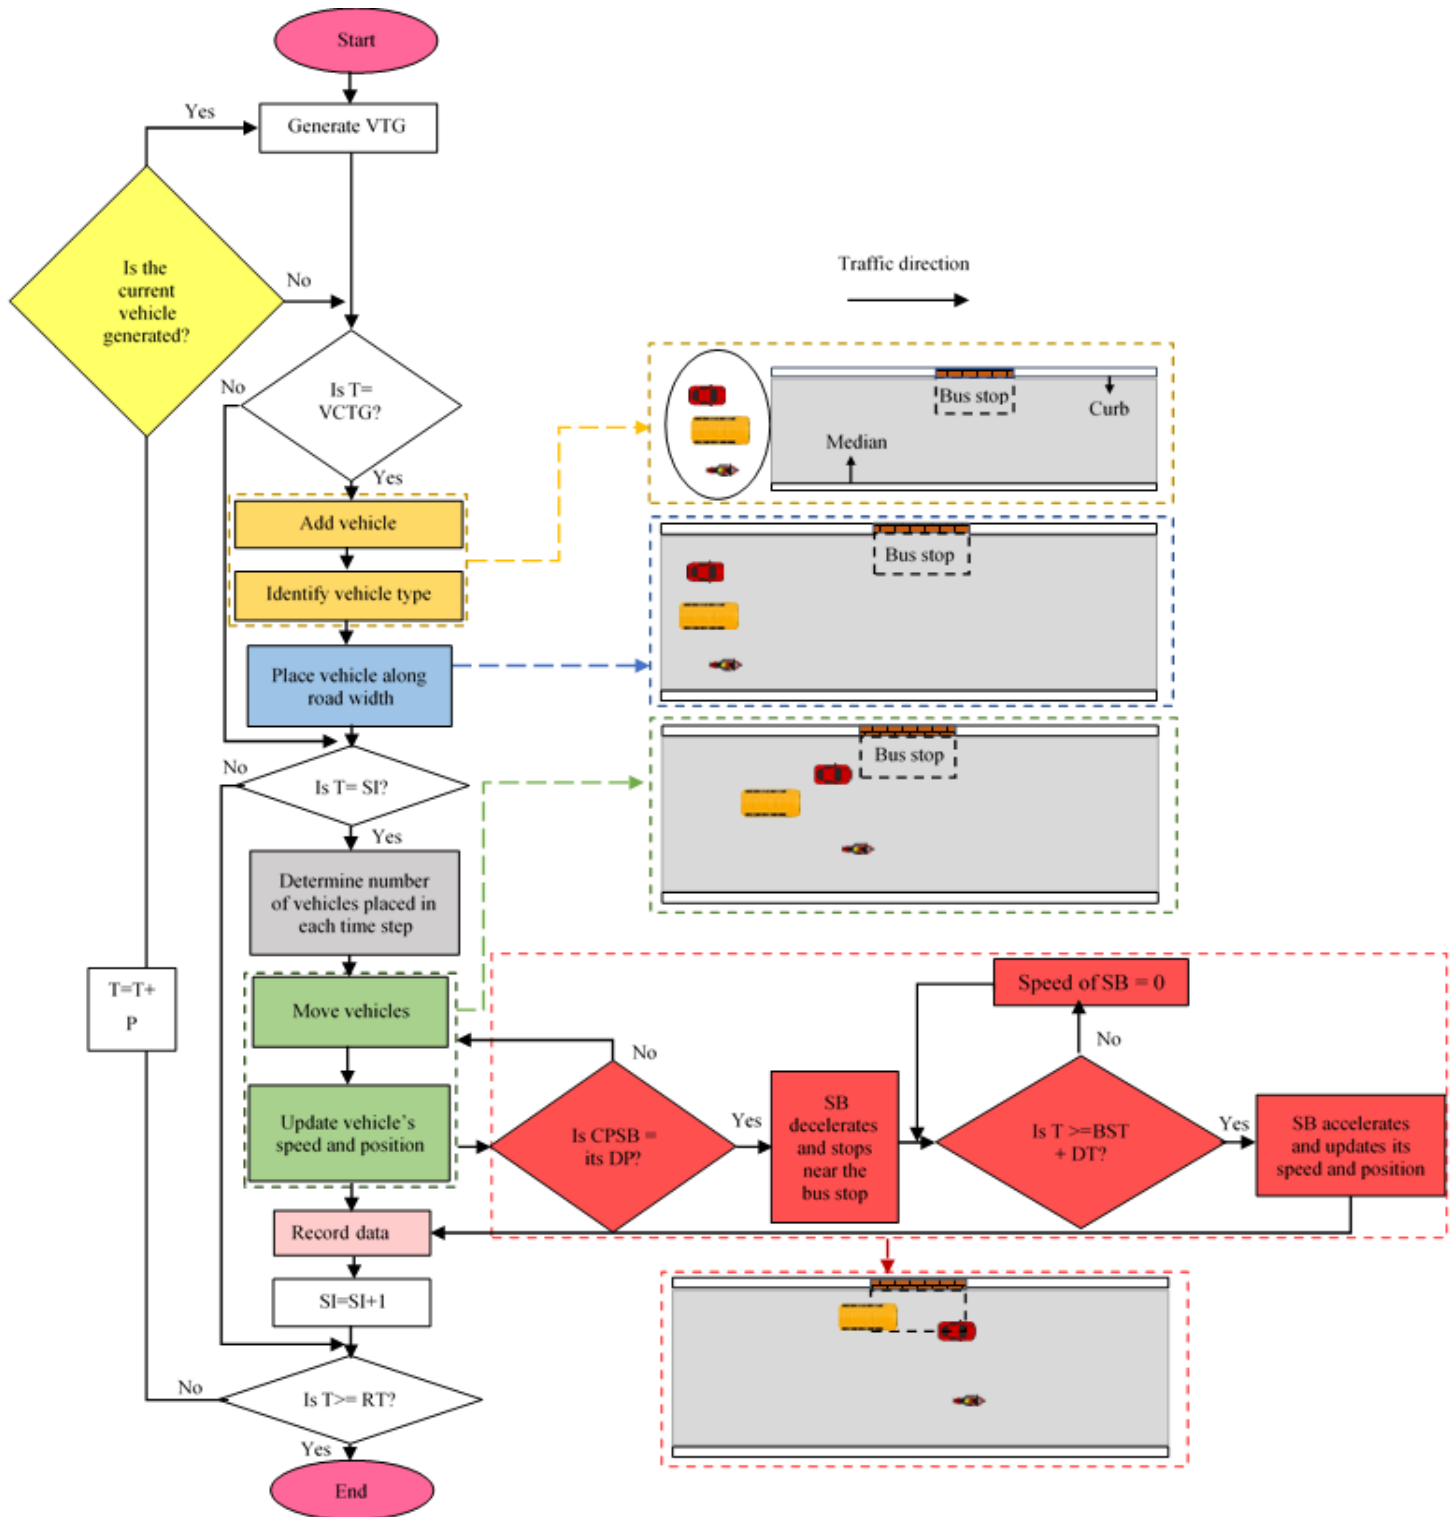 Start
Yes
Generate VTG
Is the
current
vehicle
generated?
No
Traffic direction
No
Is T=
VCTG?
Yes
Bus stop
Curb
Median
Add vehicle
Identify vehicle type
Bus stop
Place vehicle along
road width
No
Is T= SI?
Yes
Bus stop
Determine number
of vehicles placed in
each time step
T=T+
P
Move vehicles
Speed of SB = 0
No
No
Update vehicle's
speed and position
Is CPSB =
its DP?
Yes
SB
decelerates
and stops
near the
bus stop
Is T >=BST
+ DT?
Yes
SB accelerates
and updates its
speed and position
Record data
SI=SI+1
No
Is T>= RT?
Yes
End